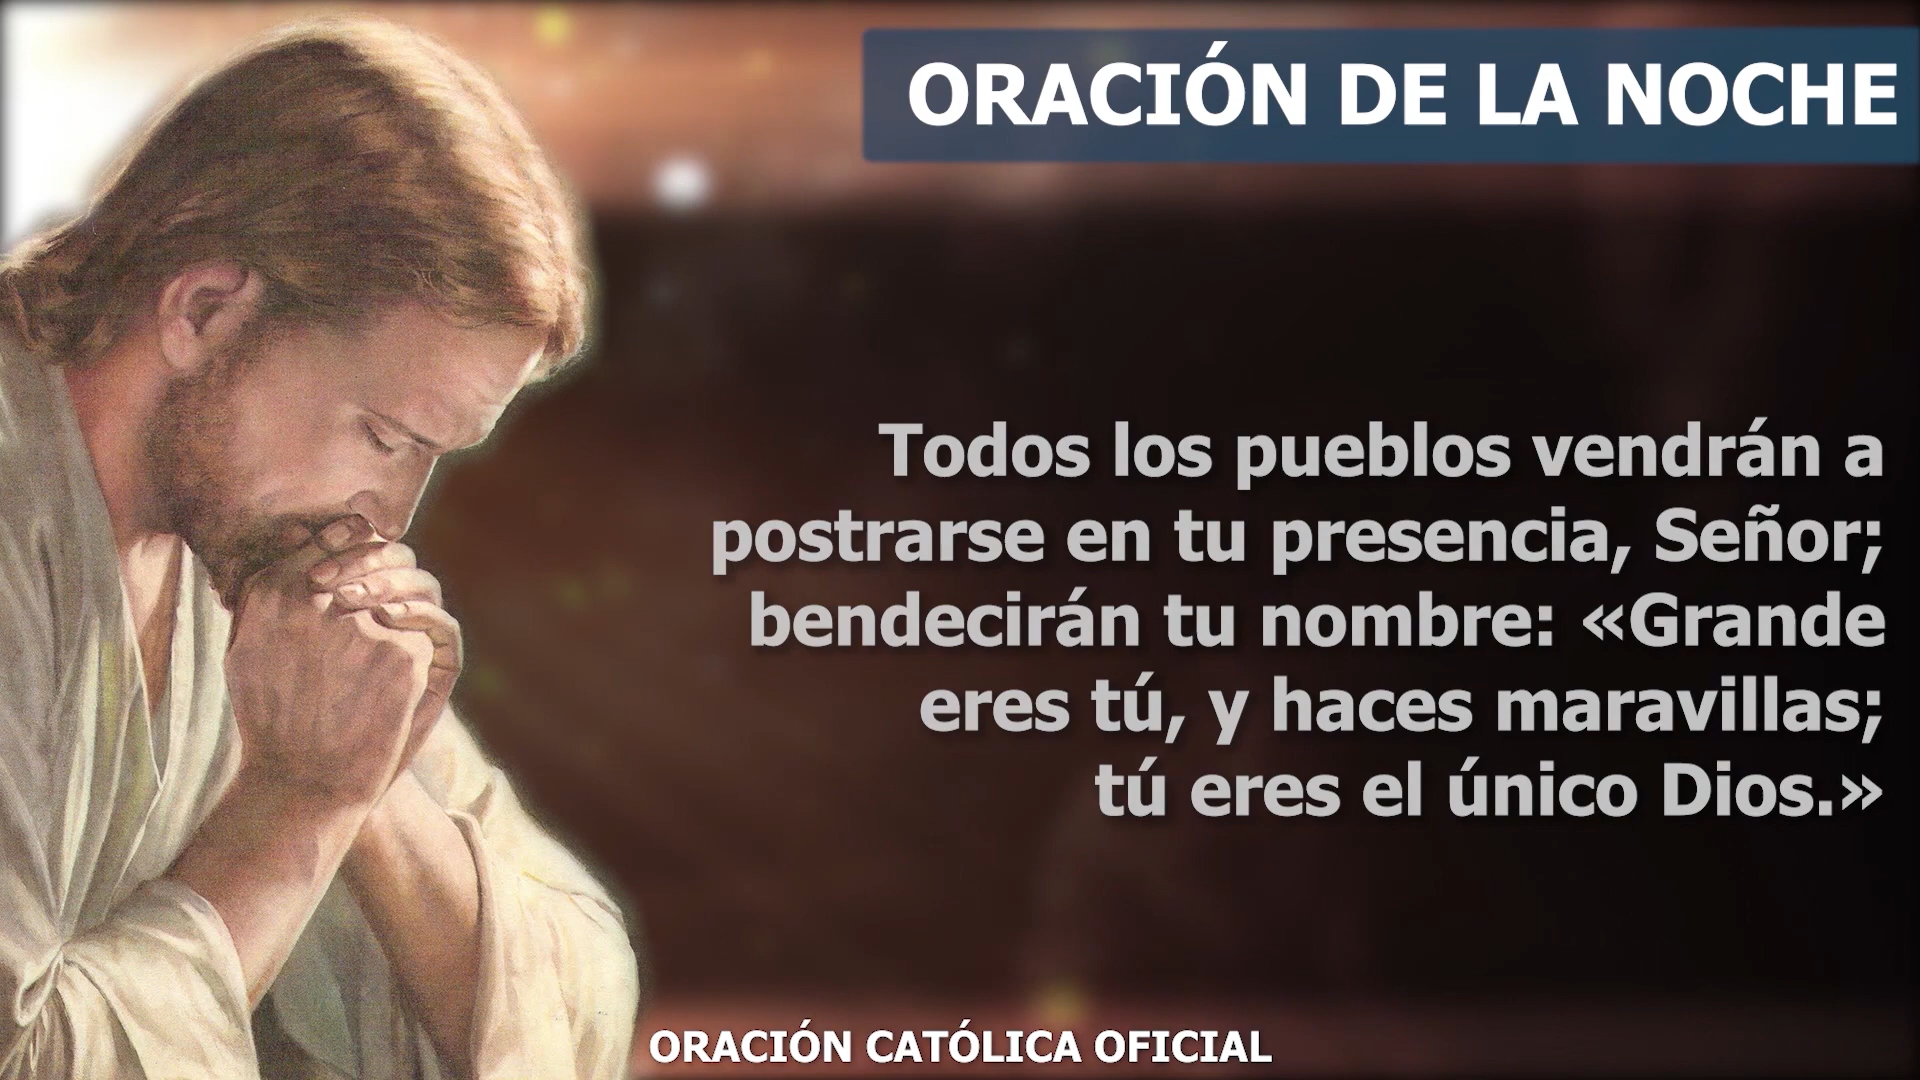 ORACIÓN DE LA NOCHE
Todos los pueblos vendrán a
postrarse en tu presencia, Señor;
bendecirán tu nombre: «Grande
eres tú, y haces maravillas;
tú eres el único Dios.»
ORACIÓN CATÓLICA OFICIAL